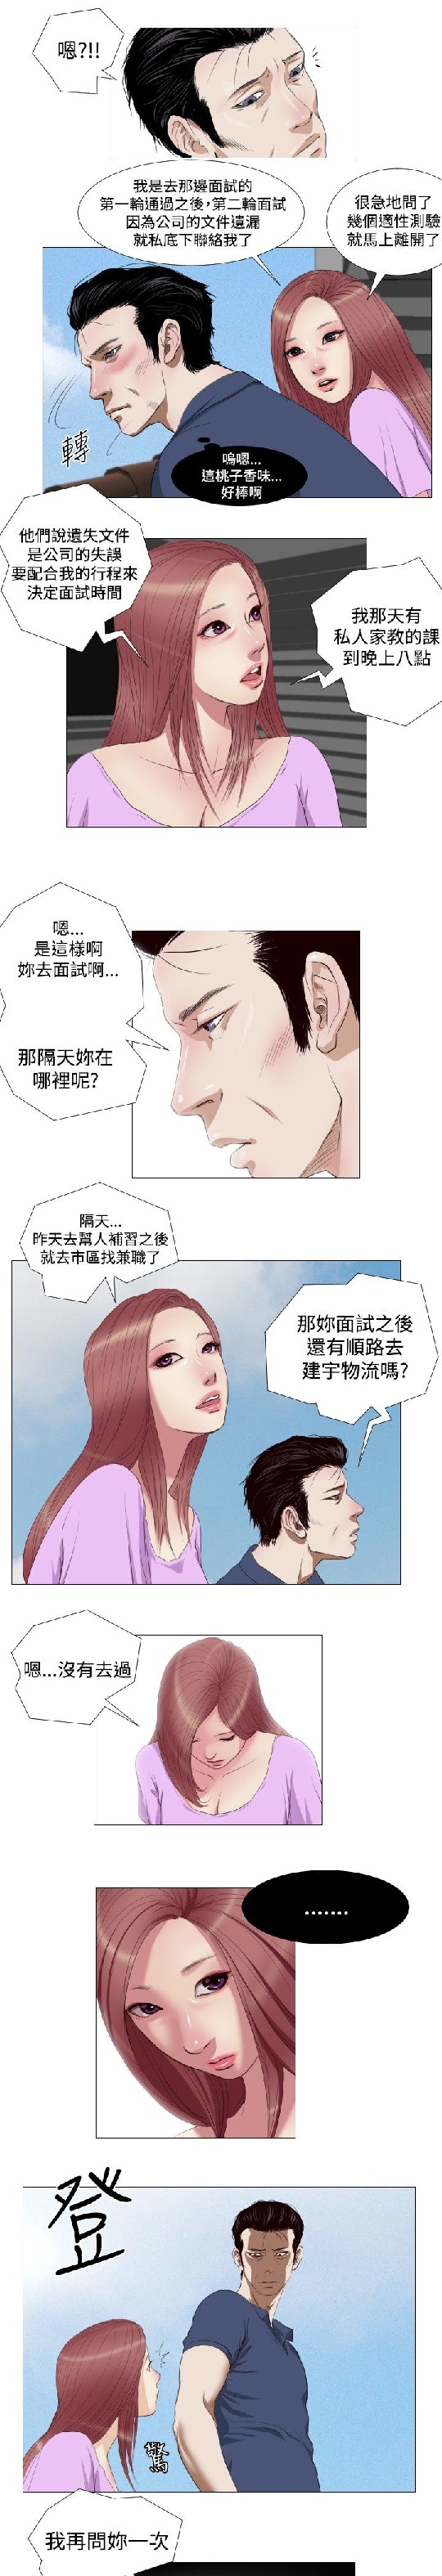 嗯?!!
我是去那邊面試的
第一輪通過之後,第二輪面試
因為公司的文件遺漏
就私底下聯絡我了
很急地問了
幾個適性測驗
就馬上離開了
轉
嗚嗯...
這桃子香味...
好棒啊
他們說遺失文件
是公司的失誤
要配合我的行程來
決定面試時間
我那天有
私人家教的課
到晚上八點
嗯...
是這樣啊
妳去面試啊...
那隔天妳在
哪裡呢?
隔天...
昨天去幫人補習之後
就去市區找兼職了
那妳面試之後
還有順路去
建宇物流嗎?
嗯...沒有去過
.......
登
驚
我再問妳一次